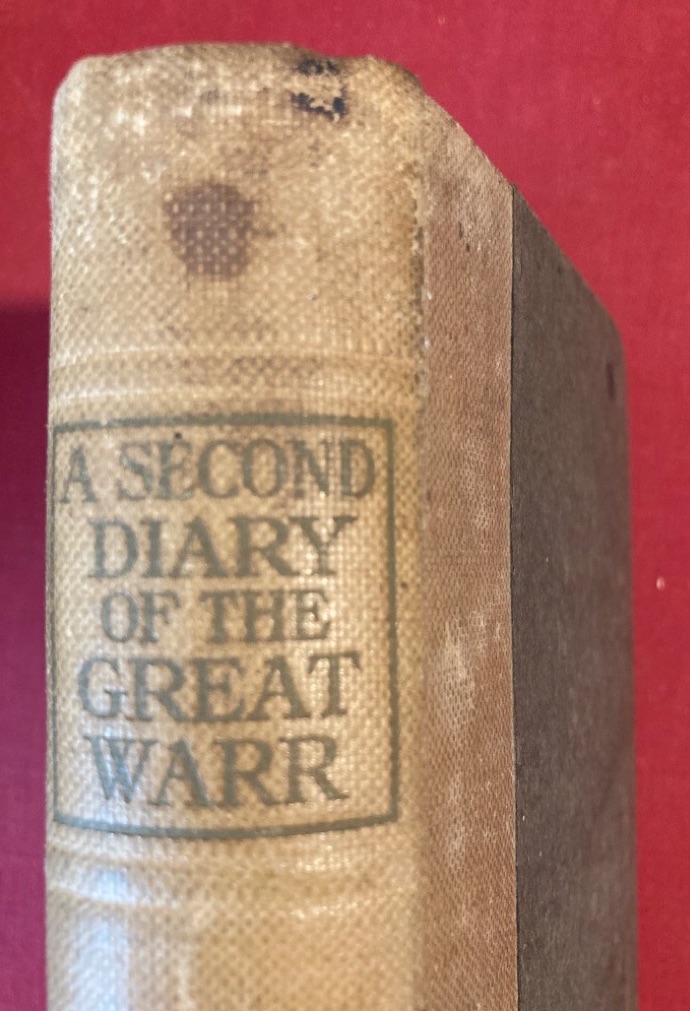 A SECOND
DIARY
OF THE
GREAT
WARR